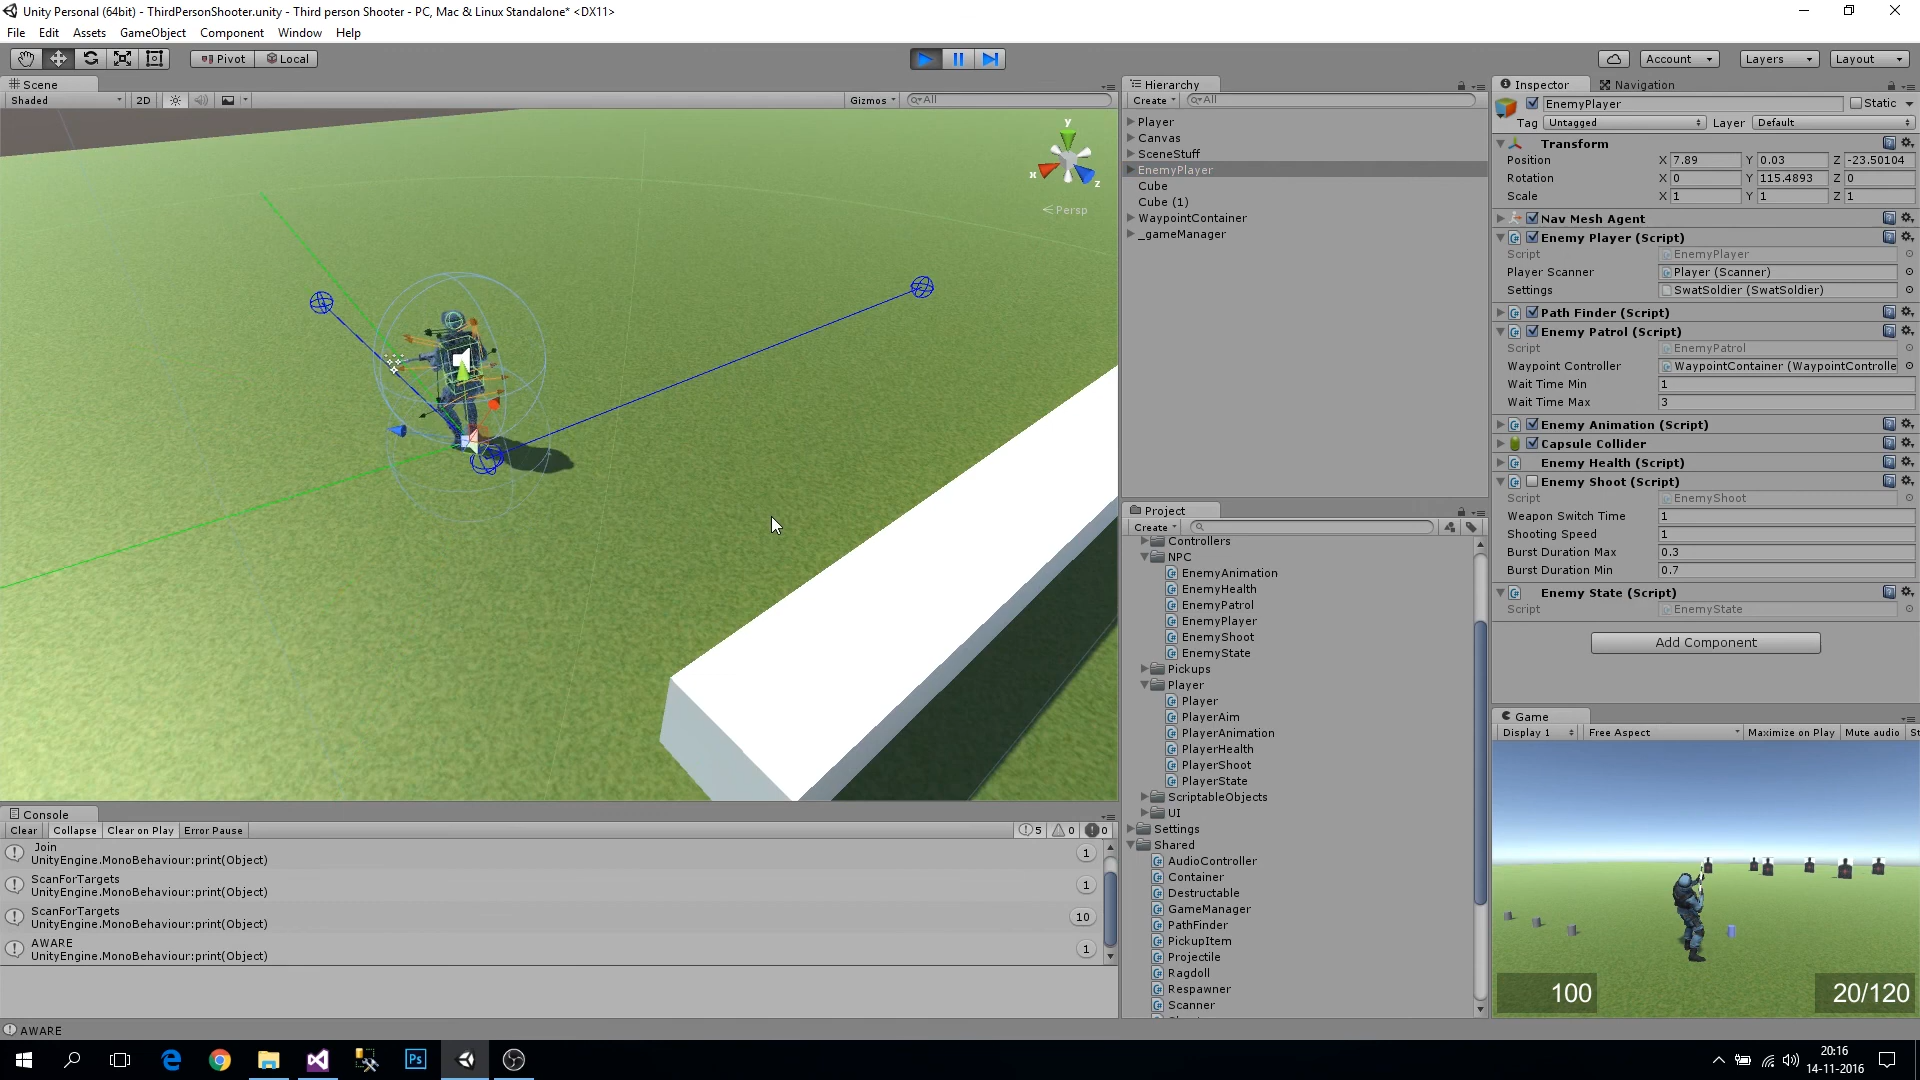 Unity Personal (64bit) - ThirdPersonShooter.unity - Third person Shooter - PC, Mac & Linux Standalone* <DX11>
File Edit Assets GameObject Component Window Help
Pivot Local Account Layers Layout
Scene
Shaded 2D Gizmos All
y
x
z
Persp
Hierarchy
Create All
Player
Canvas
SceneStuff
EnemyPlayer
Cube
Cube (1)
WaypointContainer
_gameManager
Project
Create
Controllers
NPC
EnemyAnimation
EnemyHealth
EnemyPatrol
EnemyPlayer
EnemyShoot
EnemyState
Pickups
Player
Player
PlayerAim
PlayerAnimation
PlayerHealth
PlayerShoot
PlayerState
ScriptableObjects
UI
Settings
Shared
AudioController
Container
Destructable
GameManager
PathFinder
PickupItem
Projectile
Ragdoll
Respawner
Scanner
Inspector Navigation
EnemyPlayer Static
Tag Untagged Layer Default
Transform
Position X 7.89 Y 0.03 Z -23.50104
Rotation X 0 Y 115.4893 Z 0
Scale X 1 Y 1 Z 1
Nav Mesh Agent
Enemy Player (Script)
Script EnemyPlayer
Player Scanner Player (Scanner)
Settings SwatSoldier (SwatSoldier)
Path Finder (Script)
Enemy Patrol (Script)
Script EnemyPatrol
Waypoint Controller WaypointContainer (WaypointControlle
Wait Time Min 1
Wait Time Max 3
Enemy Animation (Script)
Capsule Collider
Enemy Health (Script)
Enemy Shoot (Script)
Script EnemyShoot
Weapon Switch Time 1
Shooting Speed 1
Burst Duration Max 0.3
Burst Duration Min 0.7
Enemy State (Script)
Script EnemyState
Add Component
Game
Display 1 Free Aspect Maximize on Play Mute audio St
100 20/120
Console
Clear Collapse Clear on Play Error Pause 5 0 0
Join
UnityEngine.MonoBehaviour:print(Object) 1
ScanForTargets
UnityEngine.MonoBehaviour:print(Object) 1
ScanForTargets
UnityEngine.MonoBehaviour:print(Object) 10
AWARE
UnityEngine.MonoBehaviour:print(Object) 1
AWARE
Ps
20:16
14-11-2016